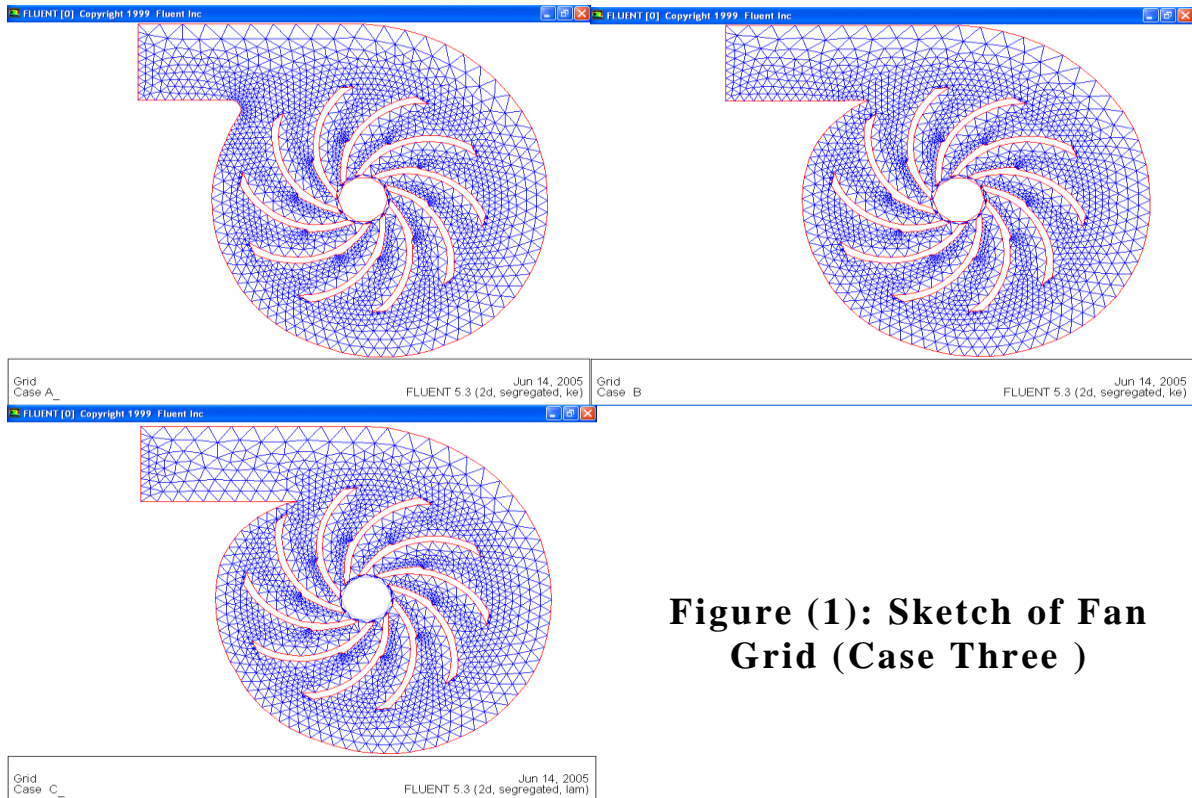 FLUENT [0] Copyright 1999 Fluent Inc
FLUENT [0] Copyright 1999 Fluent Inc
Grid
Case A_
Jun 14, 2005
FLUENT 5.3 (2d, segregated, ke)
Grid
Case B
Jun 14, 2005
FLUENT 5.3 (2d, segregated, ke)
FLUENT [0] Copyright 1999 Fluent Inc
Grid
Case C_
Jun 14, 2005
FLUENT 5.3 (2d, segregated, lam)
Figure (1): Sketch of Fan
Grid (Case Three )